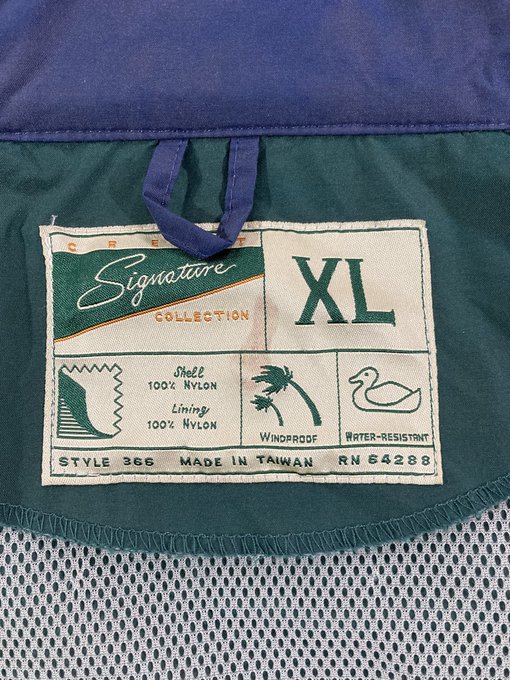 CREST
Signature
COLLECTION
XL
Shell
100% NYLON
Lining
100% NYLON
WINDPROOF
WATER-RESISTANT
STYLE 366 MADE IN TAIWAN RN 64288